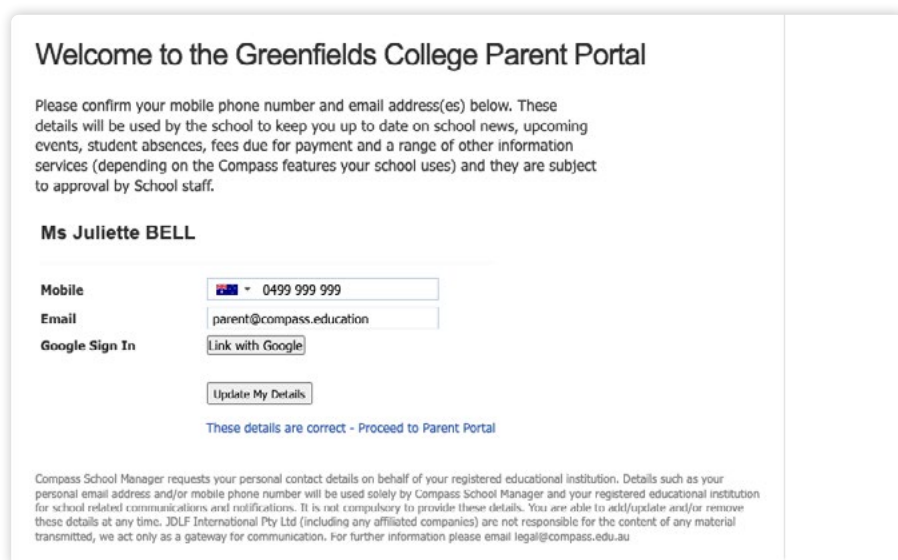 Welcome to the Greenfields College Parent Portal
Please confirm your mobile phone number and email address(es) below. These
details will be used by the school to keep you up to date on school news, upcoming
events, student absences, fees due for payment and a range of other information
services (depending on the Compass features your school uses) and they are subject
to approval by School staff.
Ms Juliette BELL
Mobile 0499 999 999
Email parent@compass.education
Google Sign In Link with Google
Update My Details
These details are correct - Proceed to Parent Portal
Compass School Manager requests your personal contact details on behalf of your registered educational institution. Details such as your
personal email address and/or mobile phone number will be used solely by Compass School Manager and your registered educational institution
for school related communications and notifications. It is not compulsory to provide these details. You are able to add/update and/or remove
these details at any time. JDLF International Pty Ltd (including any affiliated companies) are not responsible for the content of any material
transmitted, we act only as a gateway for communication. For further information please email legal@compass.edu.au